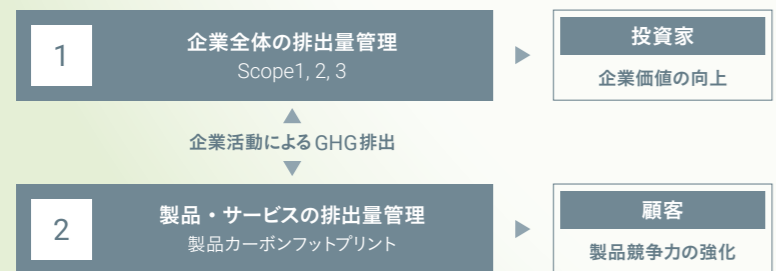 1
企業全体の排出量管理
Scope1, 2, 3
投資家
企業価値の向上
企業活動によるGHG排出
2
製品・サービスの排出量管理
製品カーボンフットプリント
顧客
製品競争力の強化